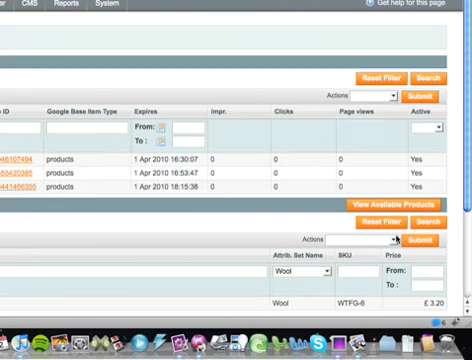 CMS Reports System Get help for this page
Reset Filter Search
Actions Submit
ID Google Base Item Type Expires Impr. Clicks Page views Active
From:
To :
products 1 Apr 2010 16:30:07 0 0 0 Yes
products 1 Apr 2010 16:53:47 0 0 0 Yes
products 1 Apr 2010 18:15:38 0 0 0 Yes
View Available Products
Reset Filter Search
Actions Submit
Attrib. Set Name SKU Price
Wool From:
To :
Wool WTFG-6 £ 3.20
6